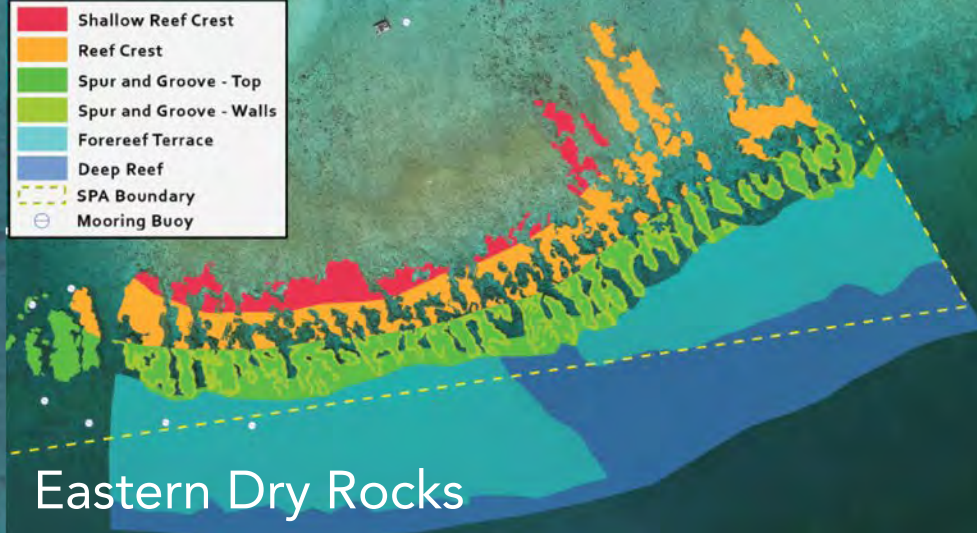 Shallow Reef Crest
Reef Crest
Spur and Groove - Top
Spur and Groove - Walls
Forereef Terrace
Deep Reef
SPA Boundary
Mooring Buoy
Eastern Dry Rocks